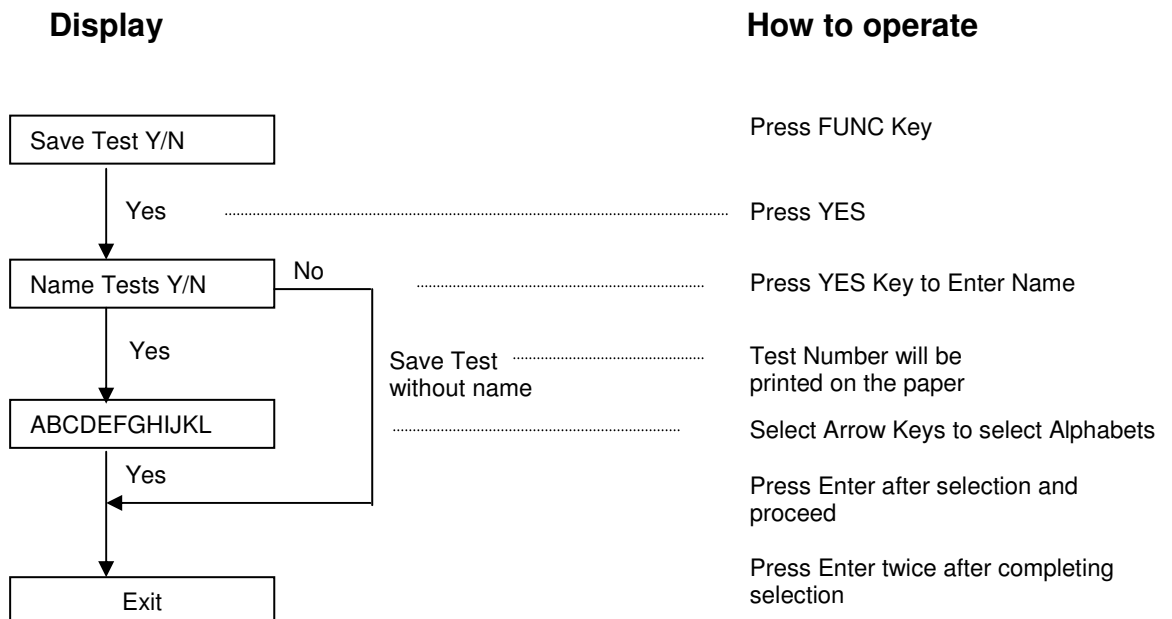 Display How to operate
Save Test Y/N Press FUNC Key
Yes Press YES
Name Tests Y/N No Press YES Key to Enter Name
Yes Save Test Test Number will be
without name printed on the paper
ABCDEFGHIJKL Select Arrow Keys to select Alphabets
Yes Press Enter after selection and
proceed
Press Enter twice after completing
Exit selection